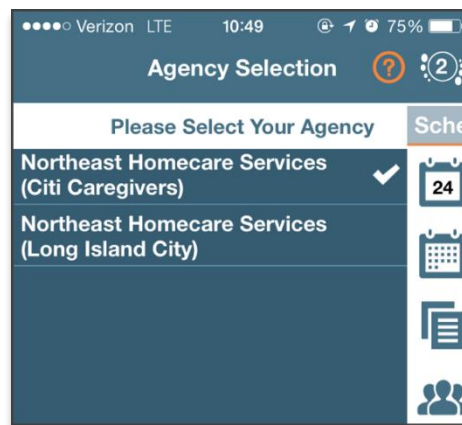 Verizon LTE 10:49 75%
Agency Selection ? 2
Please Select Your Agency Sche
Northeast Homecare Services
(Citi Caregivers)
24
Northeast Homecare Services
(Long Island City)